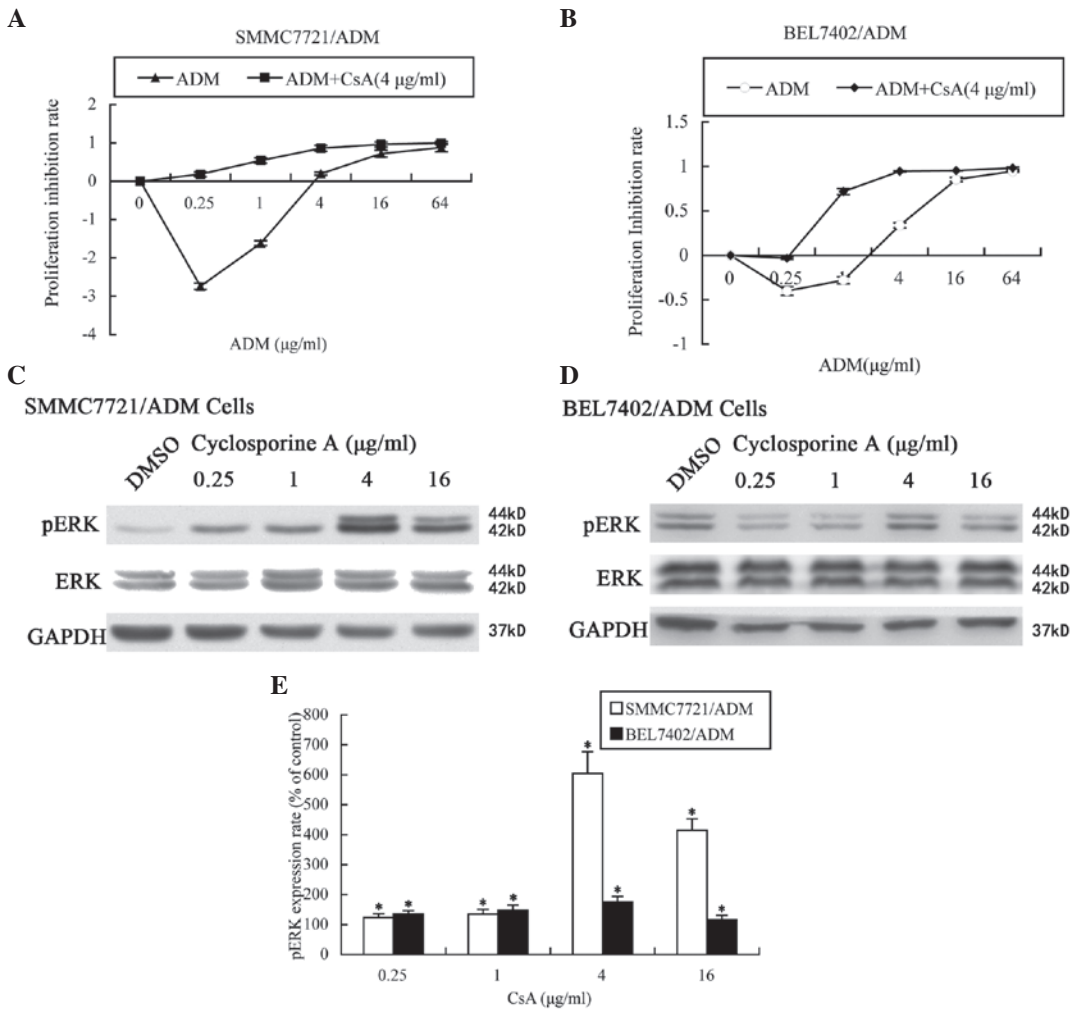 A
SMMC7721/ADM
ADM
ADM+CsA(4 μg/ml)
Proliferation inhibition rate
2
1
0
-1
-2
-3
-4
0
0.25
1
4
16
64
ADM (μg/ml)
B
BEL7402/ADM
ADM
ADM+CsA(4 μg/ml)
Proliferation Inhibition rate
1.5
1
0.5
0
-0.5
-1
0
0.25
4
16
64
ADM(μg/ml)
C
SMMC7721/ADM Cells
DMSO
Cyclosporine A (μg/ml)
0.25 1 4 16
pERK
44kD
42kD
ERK
44kD
42kD
GAPDH
37kD
D
BEL7402/ADM Cells
DMSO
Cyclosporine A (μg/ml)
0.25 1 4 16
pERK
44kD
42kD
ERK
44kD
42kD
GAPDH
37kD
E
SMMC7721/ADM
BEL7402/ADM
pERK expression rate (% of control)
800
700
600
500
400
300
200
100
0
* * * * * * * *
0.25 1 4 16
CsA (μg/ml)